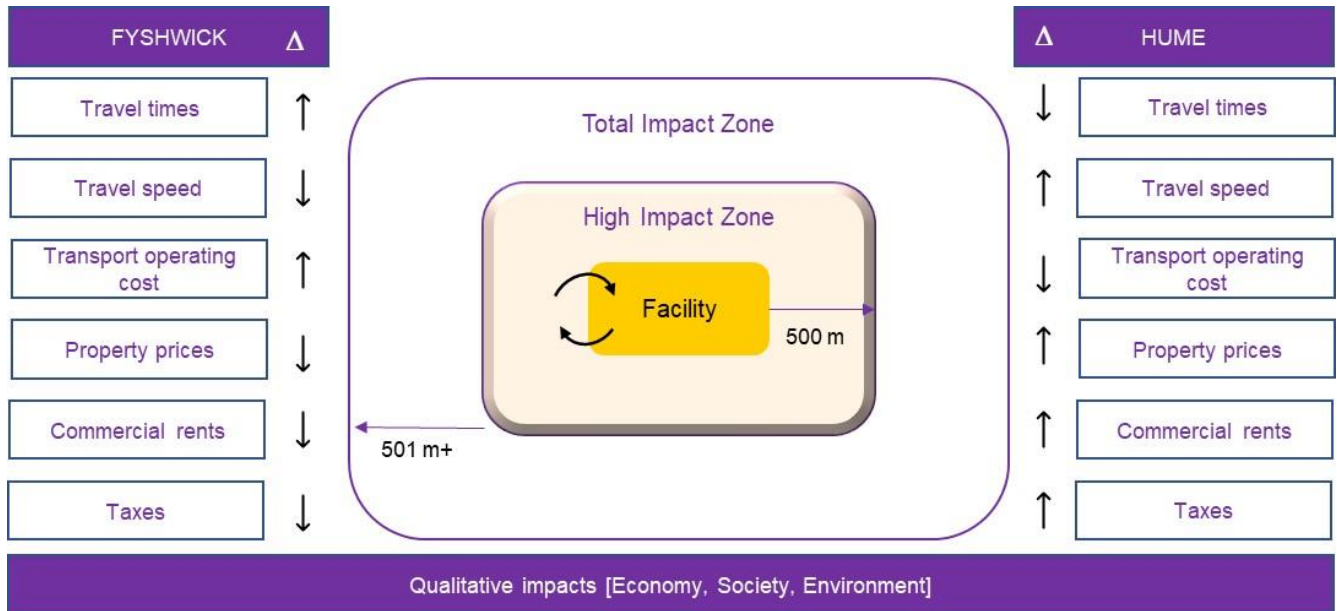 FYSHWICK Δ
Travel times ↑
Travel speed ↓
Transport operating
cost ↑
Property prices ↓
Commercial rents ↓
Taxes ↓
Total Impact Zone
High Impact Zone
Facility
500 m
501 m+
Δ HUME
↓ Travel times
↑ Travel speed
↓ Transport operating
cost
↑ Property prices
↑ Commercial rents
↑ Taxes
Qualitative impacts [Economy, Society, Environment]